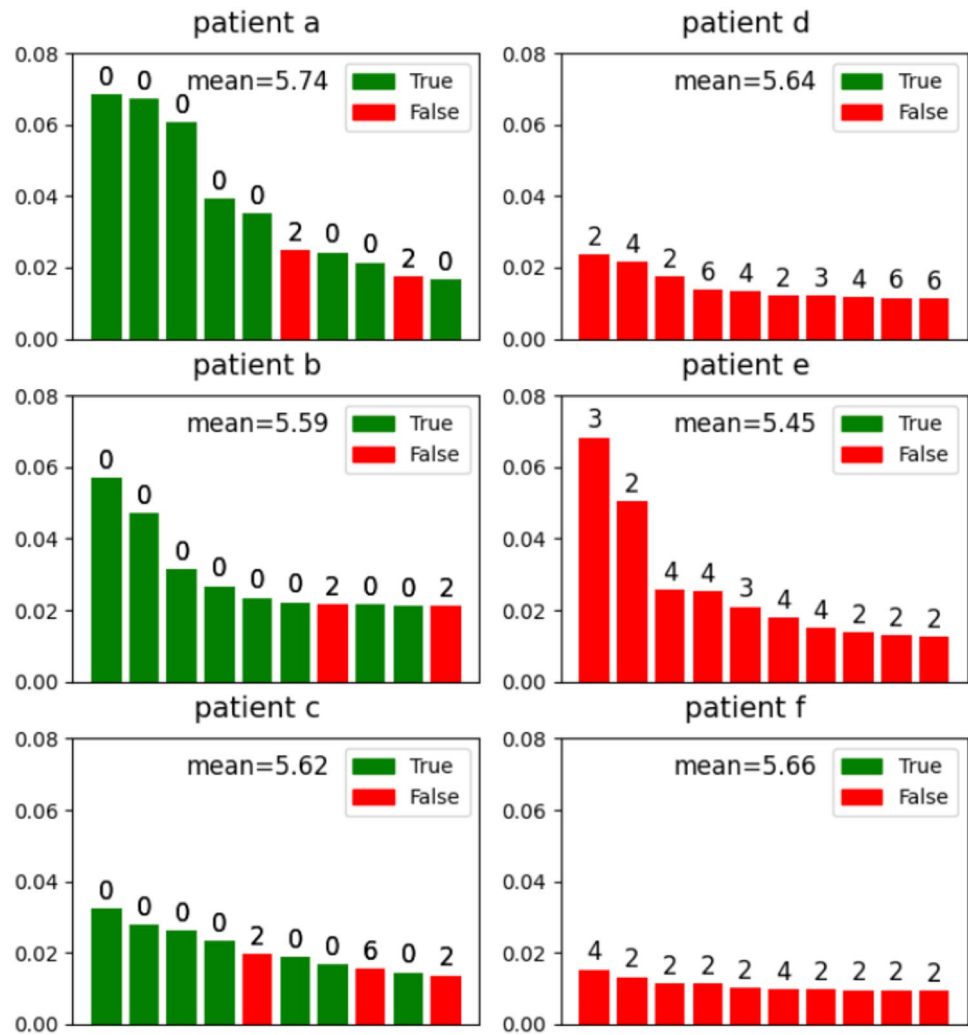 patient a
0.08
0.06
0.04
0.02
0.00
mean=5.74
True
False
0 0 0 0 0 2 0 0 2 0
patient d
0.08
0.06
0.04
0.02
0.00
mean=5.64
True
False
2 4 2 6 4 2 3 4 6 6
patient b
0.08
0.06
0.04
0.02
0.00
mean=5.59
True
False
0 0 0 0 0 0 2 0 0 2
patient e
0.08
0.06
0.04
0.02
0.00
mean=5.45
True
False
3 2 4 4 3 4 4 2 2 2
patient c
0.08
0.06
0.04
0.02
0.00
mean=5.62
True
False
0 0 0 0 2 0 0 6 0 2
patient f
0.08
0.06
0.04
0.02
0.00
mean=5.66
True
False
4 2 2 2 2 4 2 2 2 2